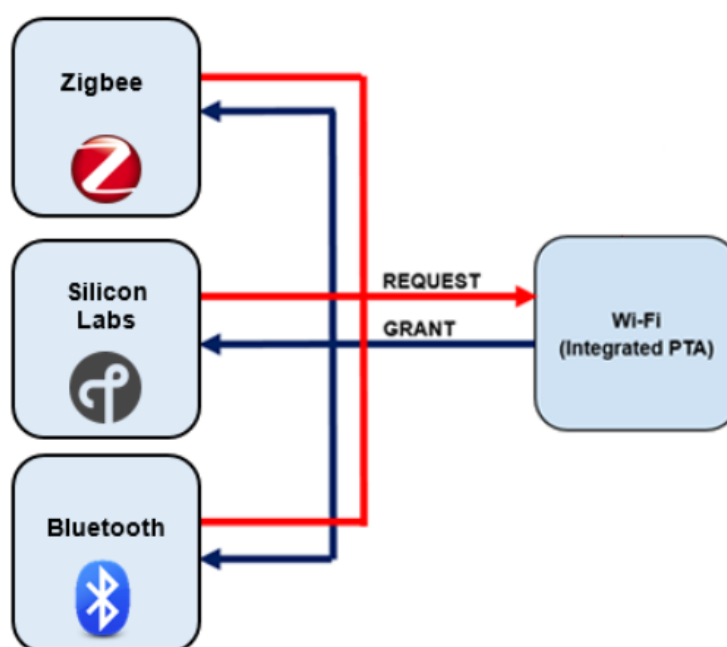 Zigbee
Silicon
Labs
REQUEST
GRANT
Wi-Fi
(Integrated PTA)
Bluetooth